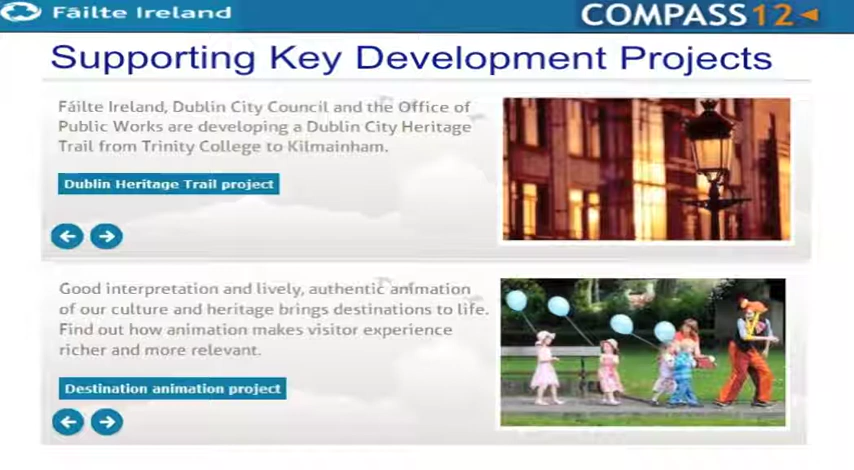 Fáilte Ireland
COMPASS12
Supporting Key Development Projects
Fáilte Ireland, Dublin City Council and the Office of
Public Works are developing a Dublin City Heritage
Trail from Trinity College to Kilmainham.
Dublin Heritage Trail project
Good interpretation and lively, authentic animation
of our culture and heritage brings destinations to life.
Find out how animation makes visitor experience
richer and more relevant.
Destination animation project